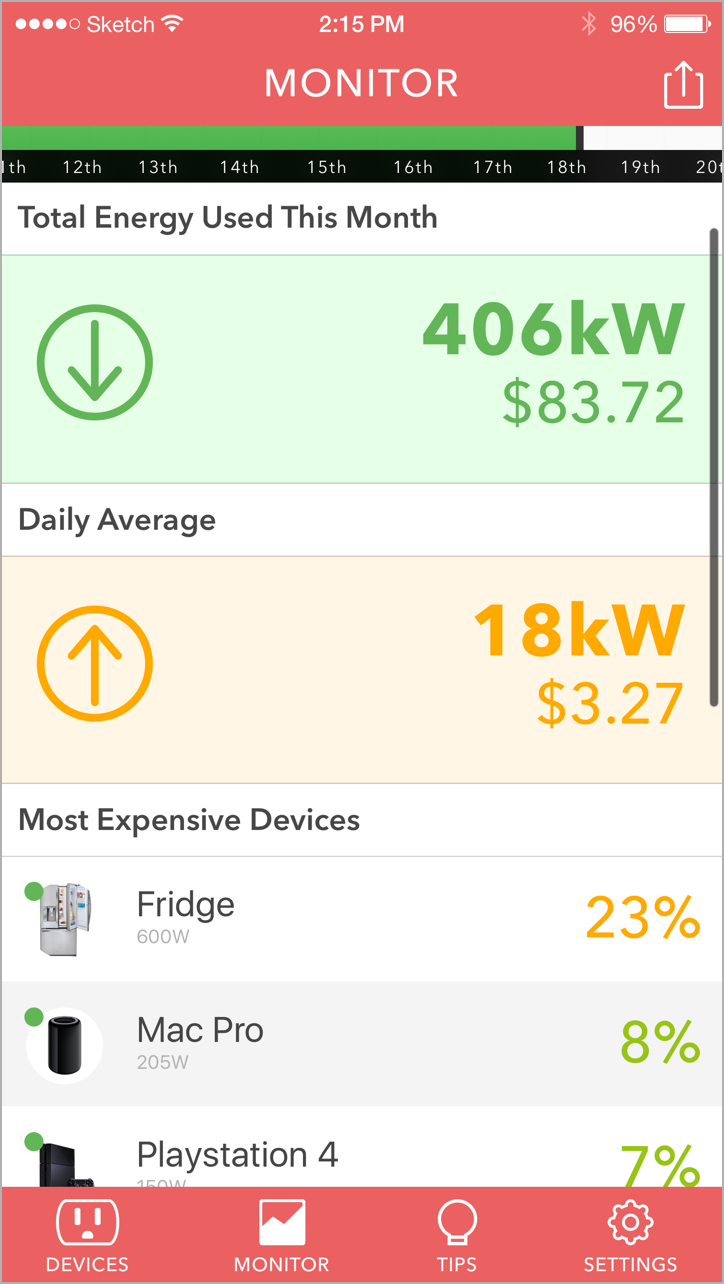 Sketch 2:15 PM 96%
MONITOR
1th 12th 13th 14th 15th 16th 17th 18th 19th 20t
Total Energy Used This Month
406kW
$83.72
Daily Average
18kW
$3.27
Most Expensive Devices
Fridge
600W
23%
Mac Pro
205W
8%
Playstation 4
150W
7%
DEVICES MONITOR TIPS SETTINGS